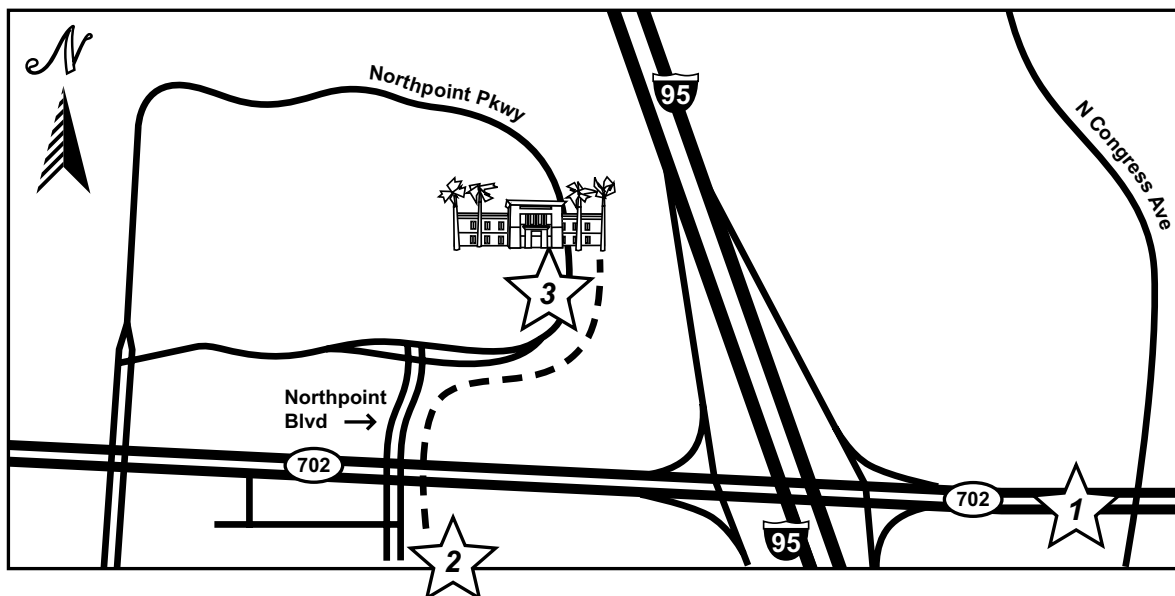 N
Northpoint Pkwy
95
N Congress Ave
3
Northpoint
Blvd →
702
702
1
95
2